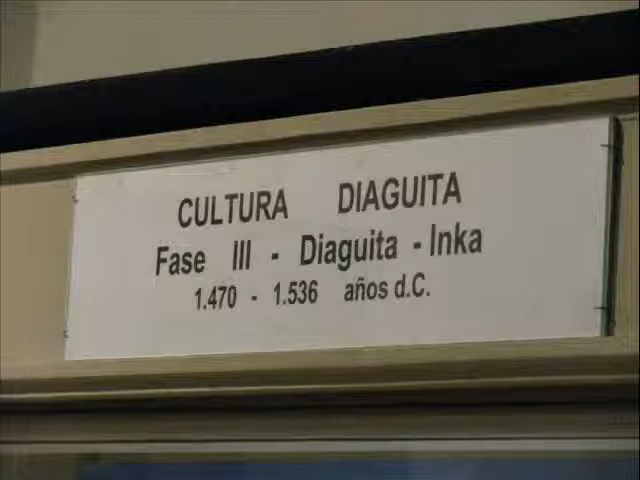 CULTURA DIAGUITA
Fase III - Diaguita - Inka
1.470 - 1.536 años d.C.